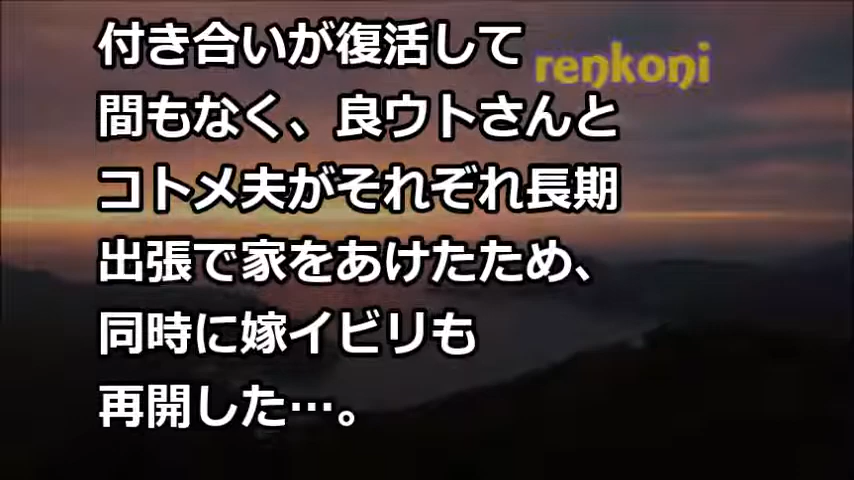 付き合いが復活して
renkoni
間もなく、良ウトさんと
コトメ夫がそれぞれ長期
出張で家をあけたため、
同時に嫁イビリも
再開した…。